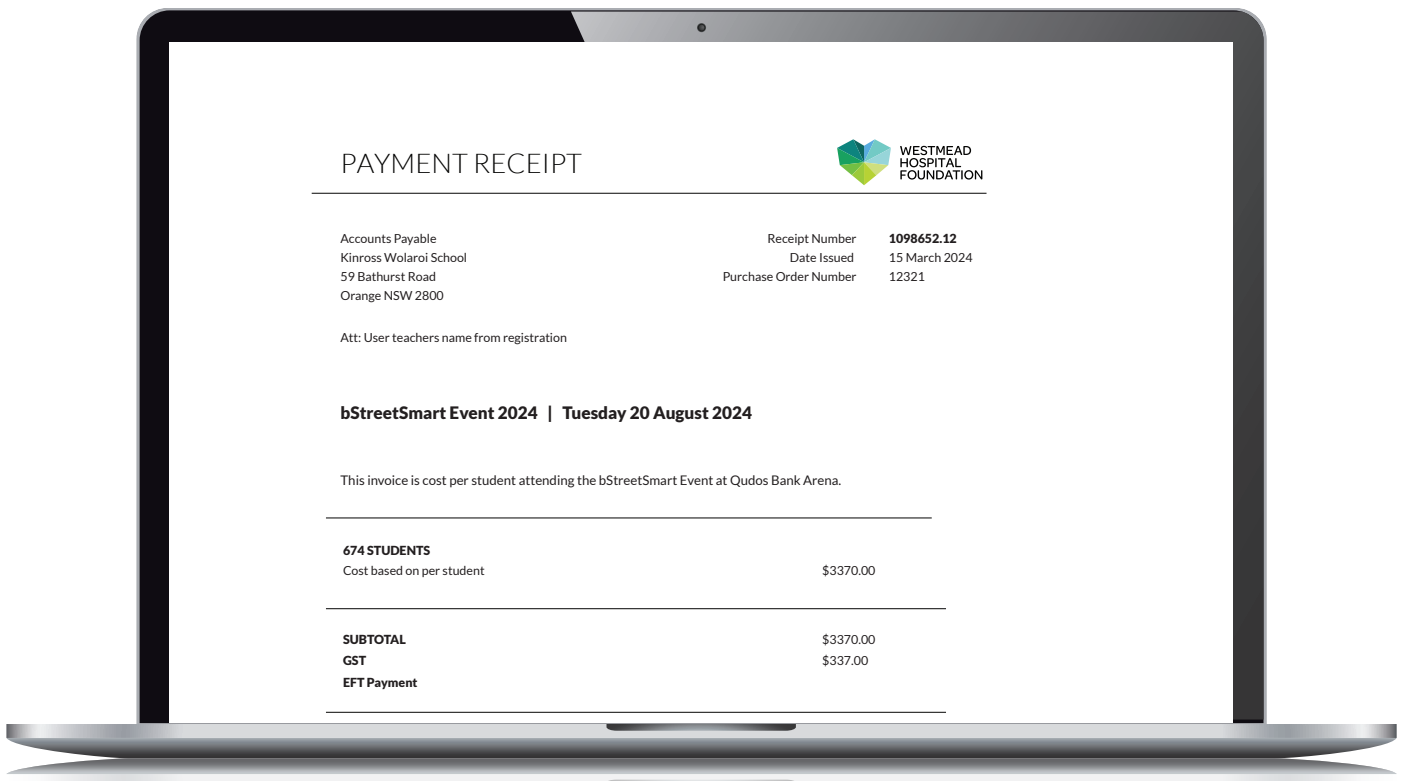 PAYMENT RECEIPT
WESTMEAD
HOSPITAL
FOUNDATION
Accounts Payable
Kinross Wolaroi School
59 Bathurst Road
Orange NSW 2800
Receipt Number 1098652.12
Date Issued 15 March 2024
Purchase Order Number 12321
Att: User teachers name from registration
bStreetSmart Event 2024 | Tuesday 20 August 2024
This invoice is cost per student attending the bStreetSmart Event at Qudos Bank Arena.
674 STUDENTS
Cost based on per student $3370.00
SUBTOTAL $3370.00
GST $337.00
EFT Payment